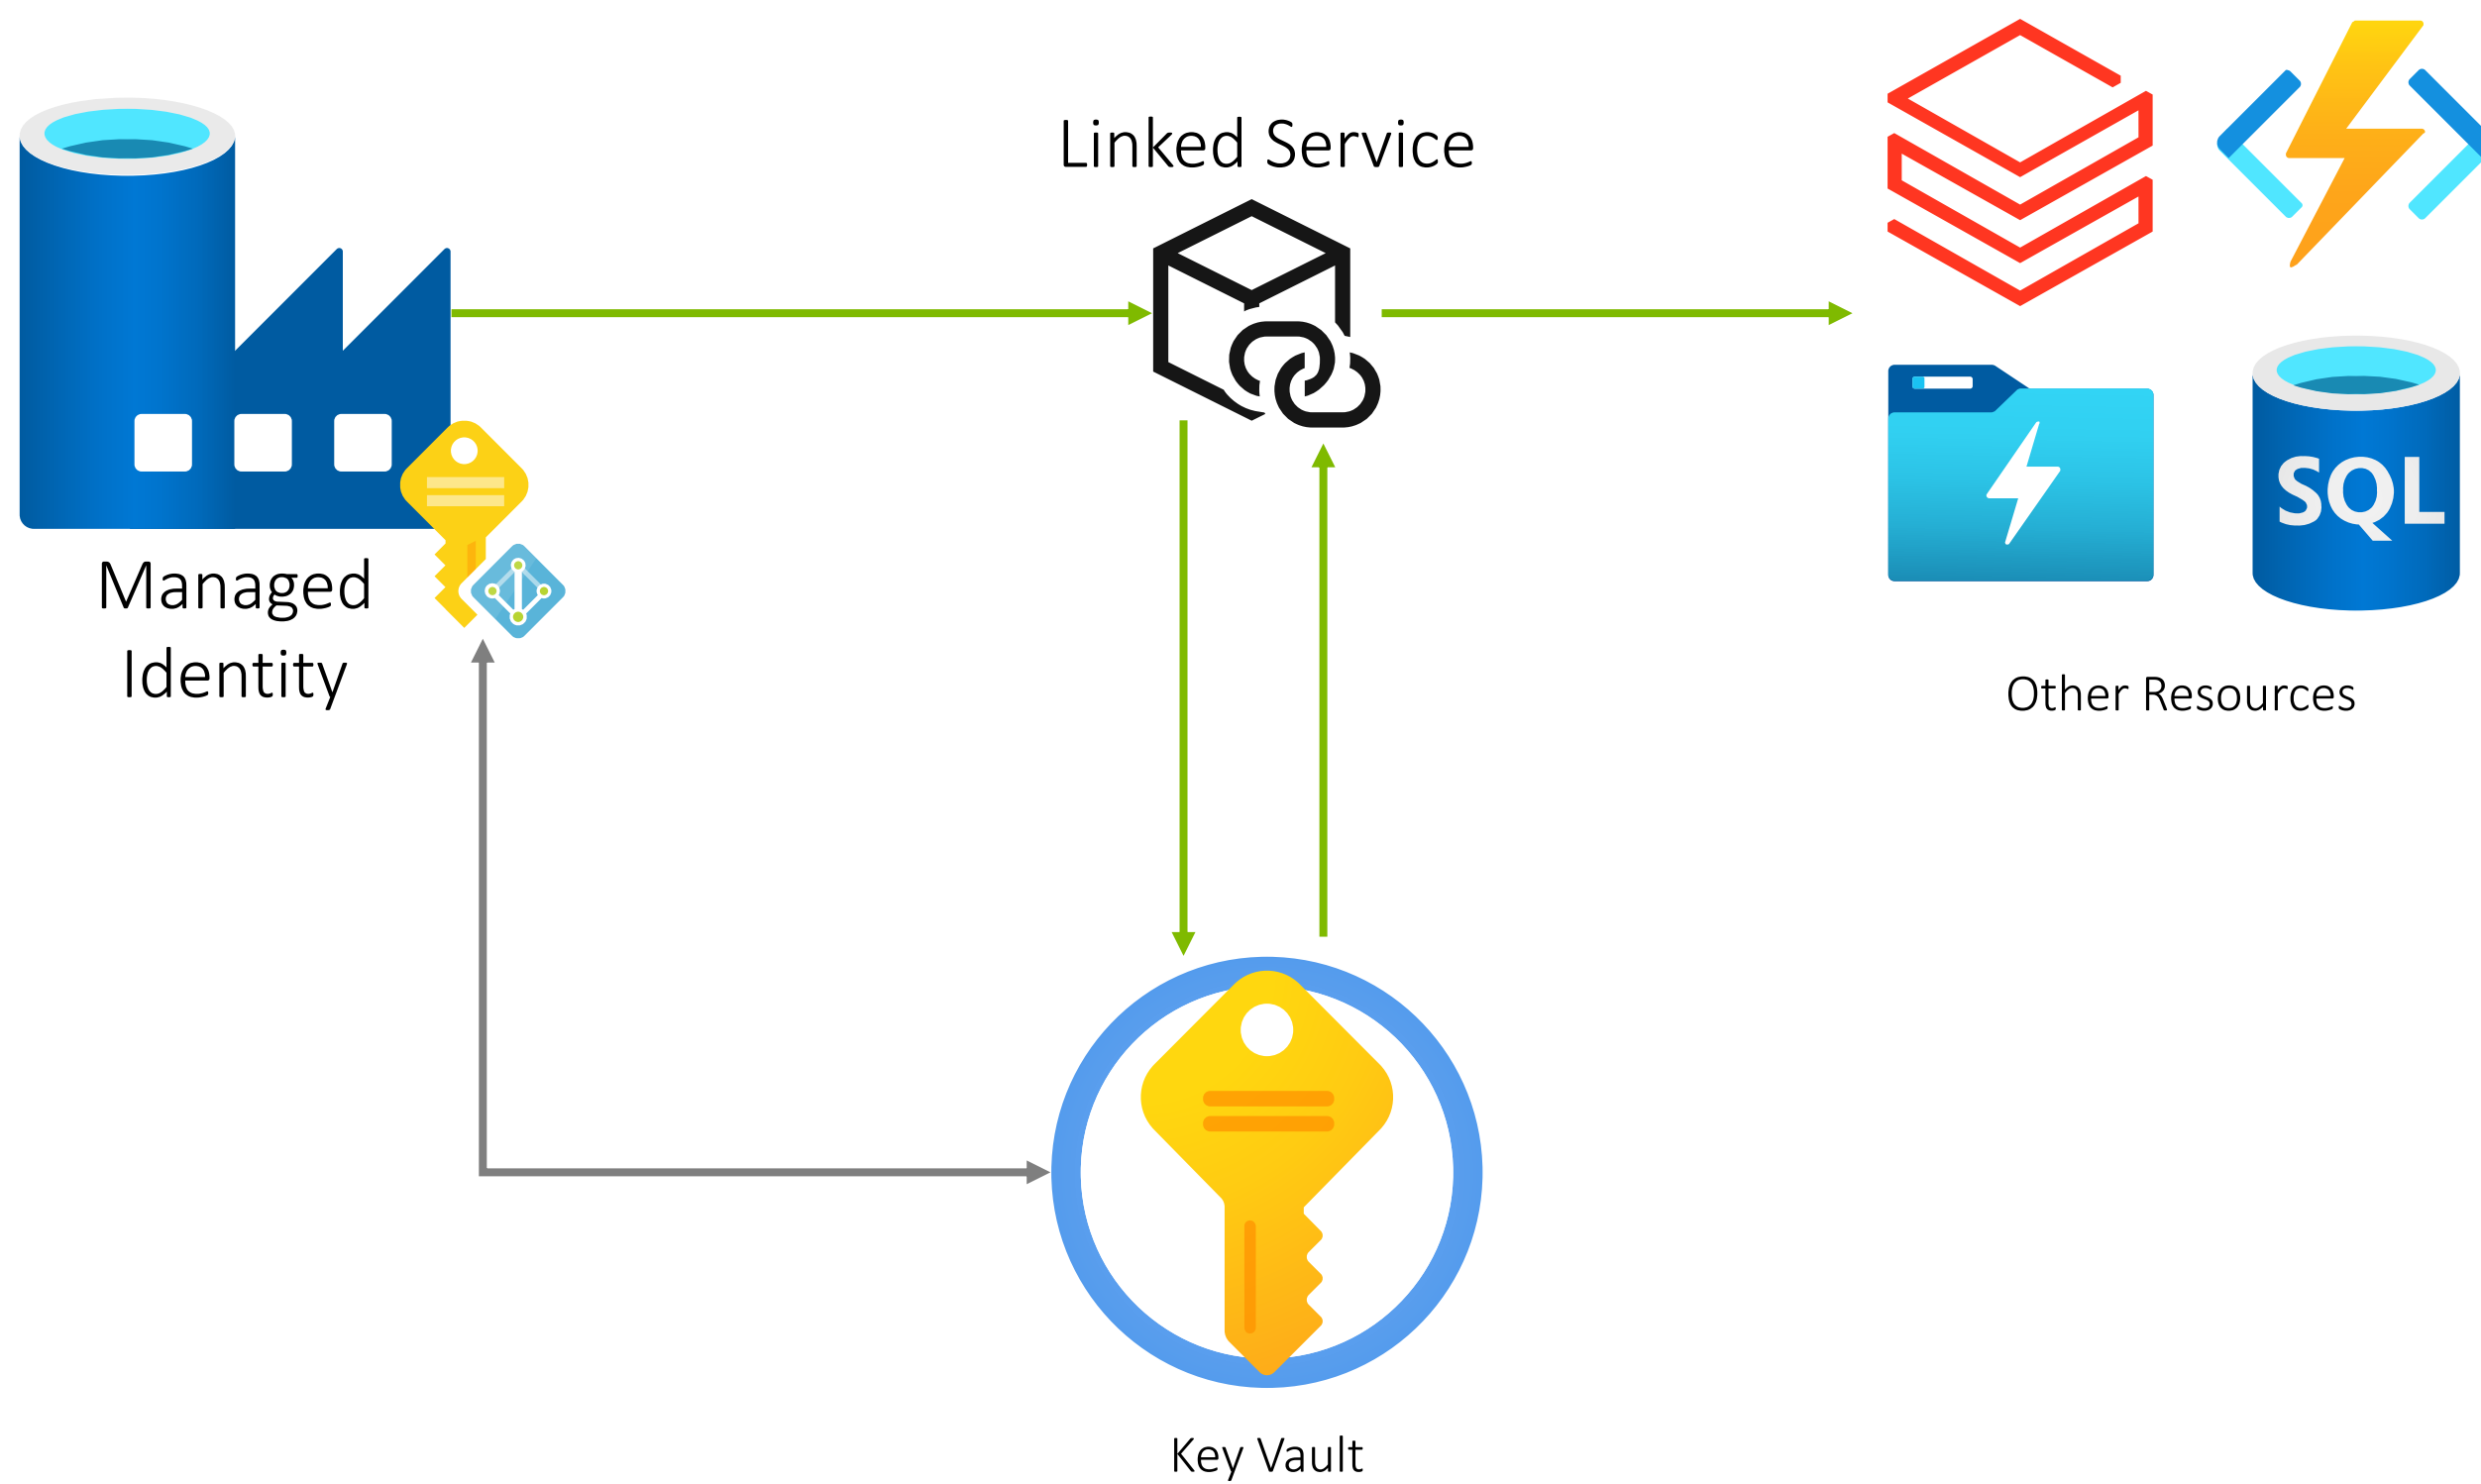 Linked Service
SQL
Managed
Identity
Other Resources
Key Vault